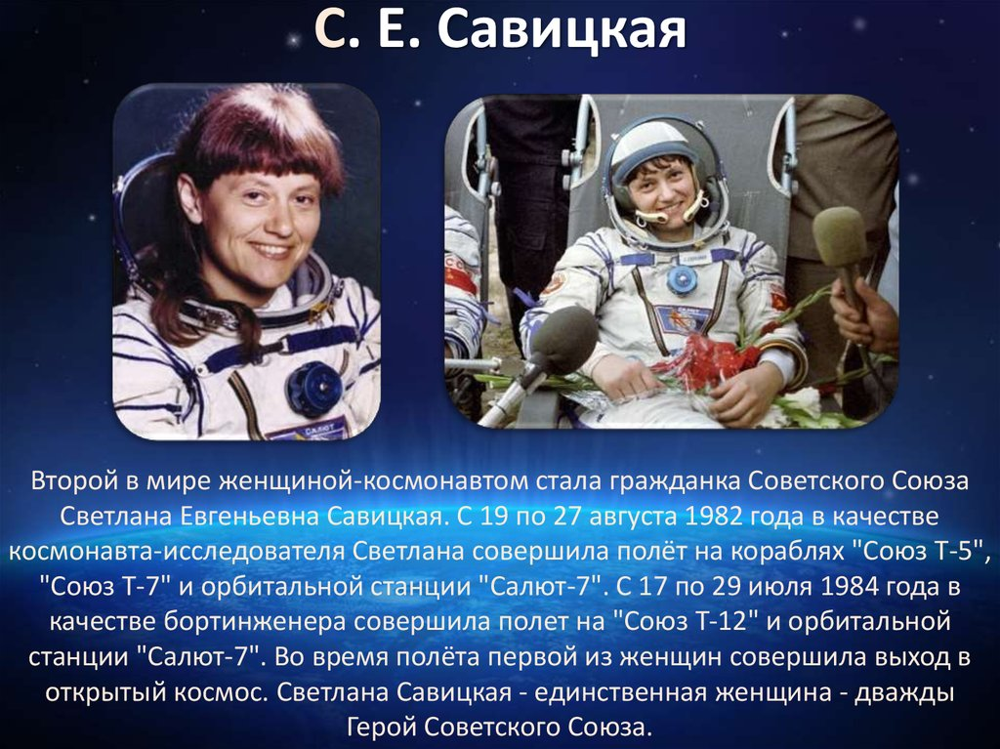 С. Е. Савицкая
САЛЮТ
СС
САЛЮТ
Второй в мире женщиной-космонавтом стала гражданка Советского Союза
Светлана Евгеньевна Савицкая. С 19 по 27 августа 1982 года в качестве
космонавта-исследователя Светлана совершила полёт на кораблях "Союз Т-5",
"Союз Т-7" и орбитальной станции "Салют-7". С 17 по 29 июля 1984 года в
качестве бортинженера совершила полет на "Союз Т-12" и орбитальной
станции "Салют-7". Во время полёта первой из женщин совершила выход в
открытый космос. Светлана Савицкая - единственная женщина - дважды
Герой Советского Союза.